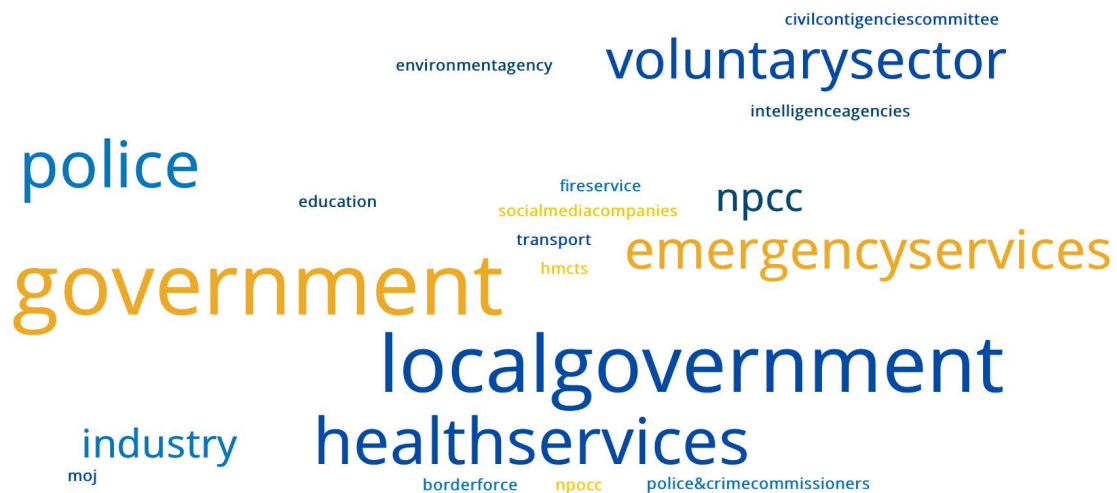 civilcontigenciescommittee
voluntarysector
environmentagency
intelligenceagencies
police
fireservice
npcc
education
socialmediacompanies
transport
emergencyservices
hmcts
government
localgovernment
industry
healthservices
moj
borderforce
npocc
police&crimecommissioners